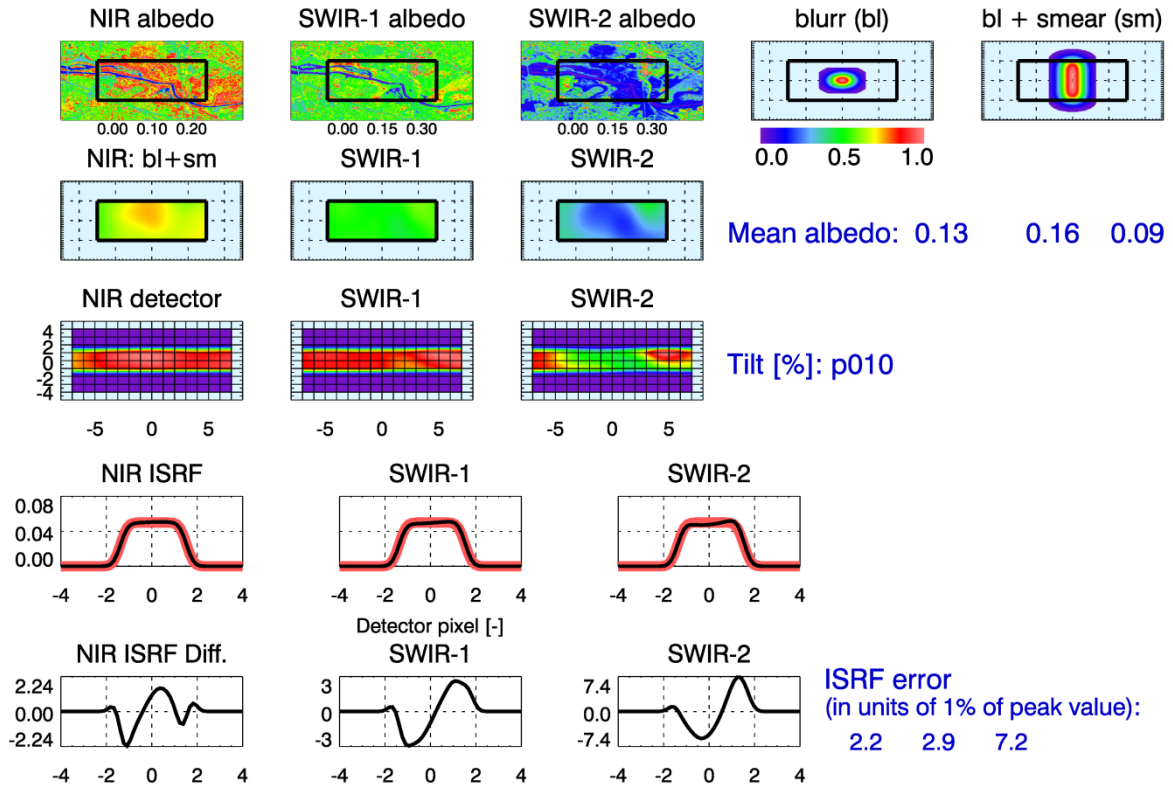 NIR albedo SWIR-1 albedo SWIR-2 albedo blurr (bl) bl + smear (sm)
0.00 0.10 0.20 0.00 0.15 0.30 0.00 0.15 0.30
0.0 0.5 1.0
NIR: bl+sm SWIR-1 SWIR-2
Mean albedo: 0.13 0.16 0.09
NIR detector SWIR-1 SWIR-2
4
2
0
-2
-4
Tilt [%]: p010
-5 0 5 -5 0 5 -5 0 5
NIR ISRF SWIR-1 SWIR-2
0.08
0.04
0.00
-4 -2 0 2 4 -4 -2 0 2 4 -4 -2 0 2 4
Detector pixel [-]
NIR ISRF Diff. SWIR-1 SWIR-2
2.24 3 7.4
0.00 0 0.0
-2.24 -3 -7.4
-4 -2 0 2 4 -4 -2 0 2 4 -4 -2 0 2 4
ISRF error
(in units of 1% of peak value):
2.2 2.9 7.2